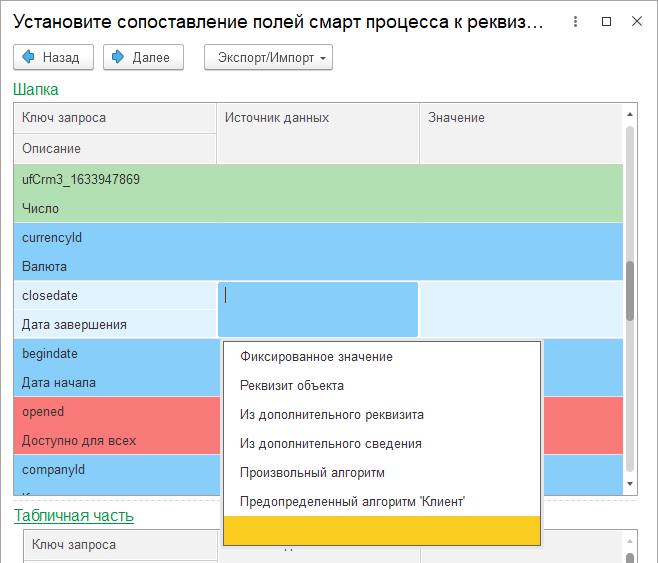 Установите сопоставление полей смарт процесса к реквиз...
Назад
Далее
Экспорт/Импорт
Шапка
Ключ запроса
Источник данных
Значение
Описание
ufCrm3_1633947869
Число
currencyId
Валюта
closedate
Дата завершения
begindate
Дата начала
opened
Доступно для всех
companyId
Фиксированное значение
Реквизит объекта
Из дополнительного реквизита
Из дополнительного сведения
Произвольный алгоритм
Предопределенный алгоритм 'Клиент'
Табличная часть
Ключ запроса